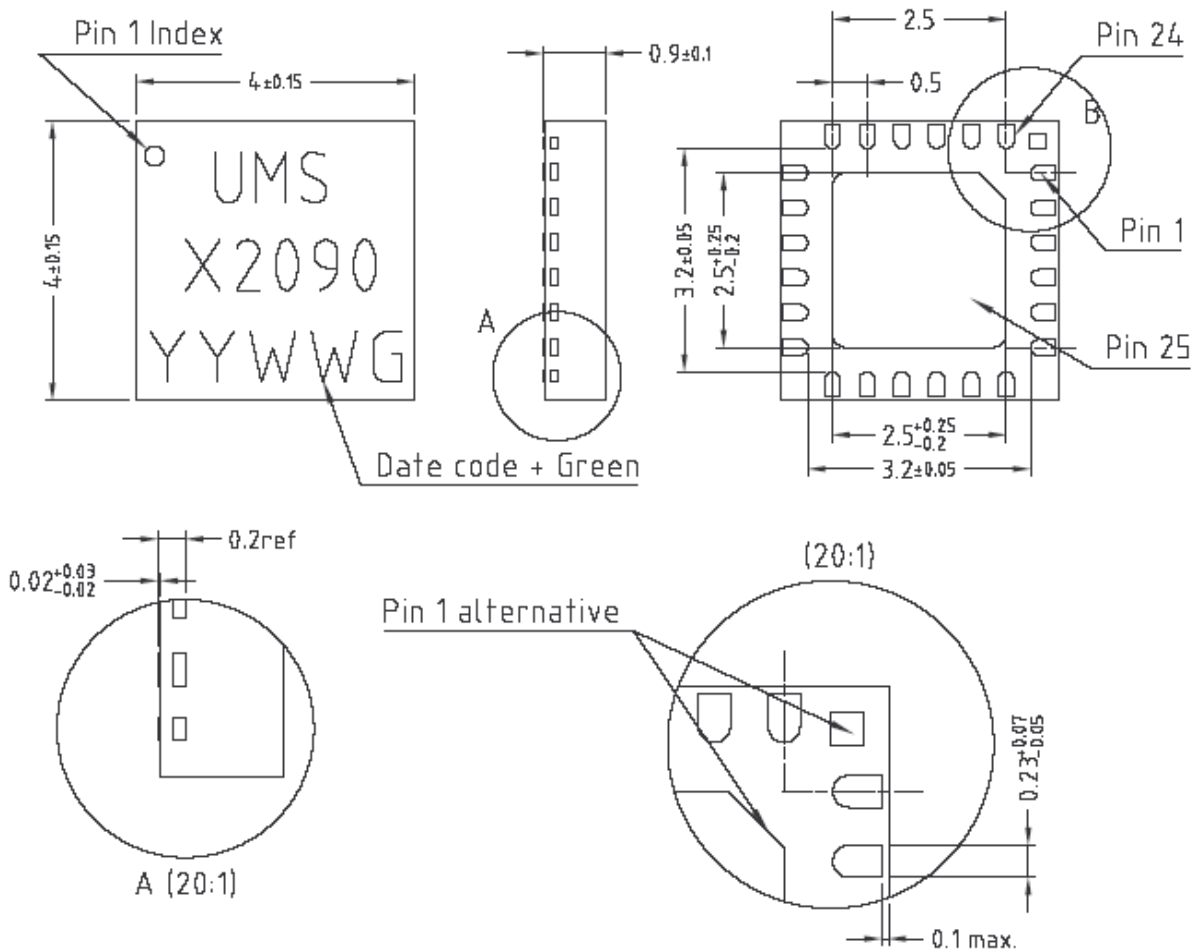 Pin 1 Index
4±0.15
4±0.15
UMS
X2090
YYWWG
Date code + Green
0.9±0.1
A
2.5
0.5
Pin 24
B
Pin 1
Pin 25
3.2±0.05
2.5+0.25-0.2
2.5+0.25-0.2
3.2±0.05
0.2ref
0.02+0.03-0.02
A (20:1)
(20:1)
Pin 1 alternative
0.23+0.07-0.05
0.1 max.